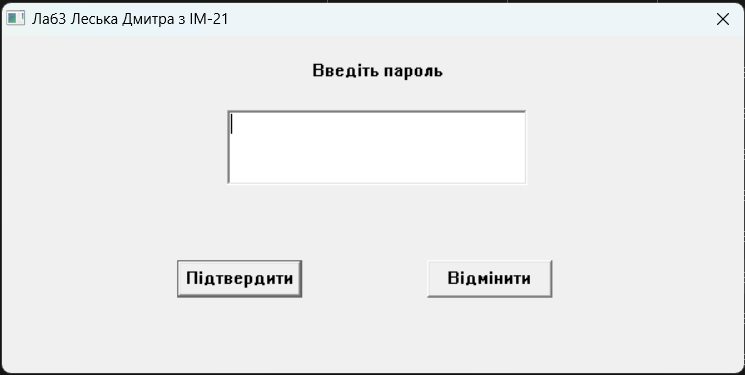 Лаб3 Леська Дмитра з ІМ-21
Введіть пароль
Підтвердити
Відмінити